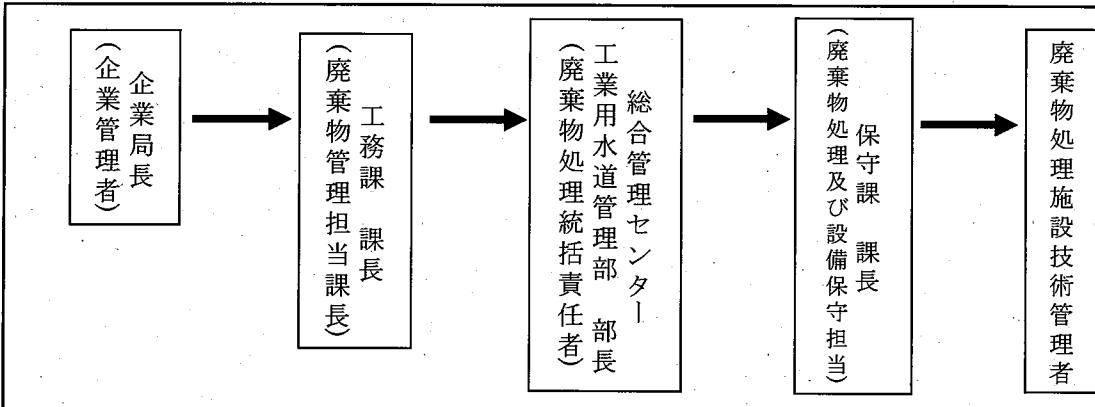 企業局長
（企業管理者）
工務課　課長
（廃棄物管理担当課長）
総合管理センター
工業用水道管理部　部長
（廃棄物処理統括責任者）
保守課　課長
（廃棄物処理及び設備保守担当）
廃棄物処理施設技術管理者